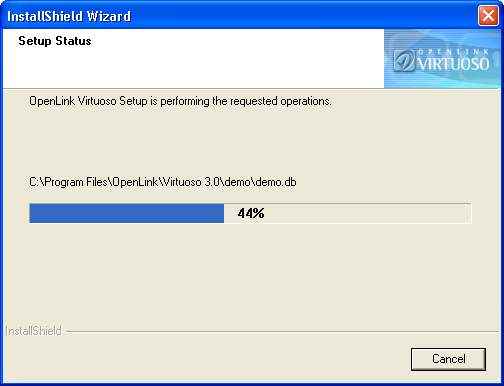 InstallShield Wizard
Setup Status
OPENLINK
VIRTUOSO
OpenLink Virtuoso Setup is performing the requested operations.
C:\Program Files\OpenLink\Virtuoso 3.0\demo\demo.db
44%
InstallShield
Cancel